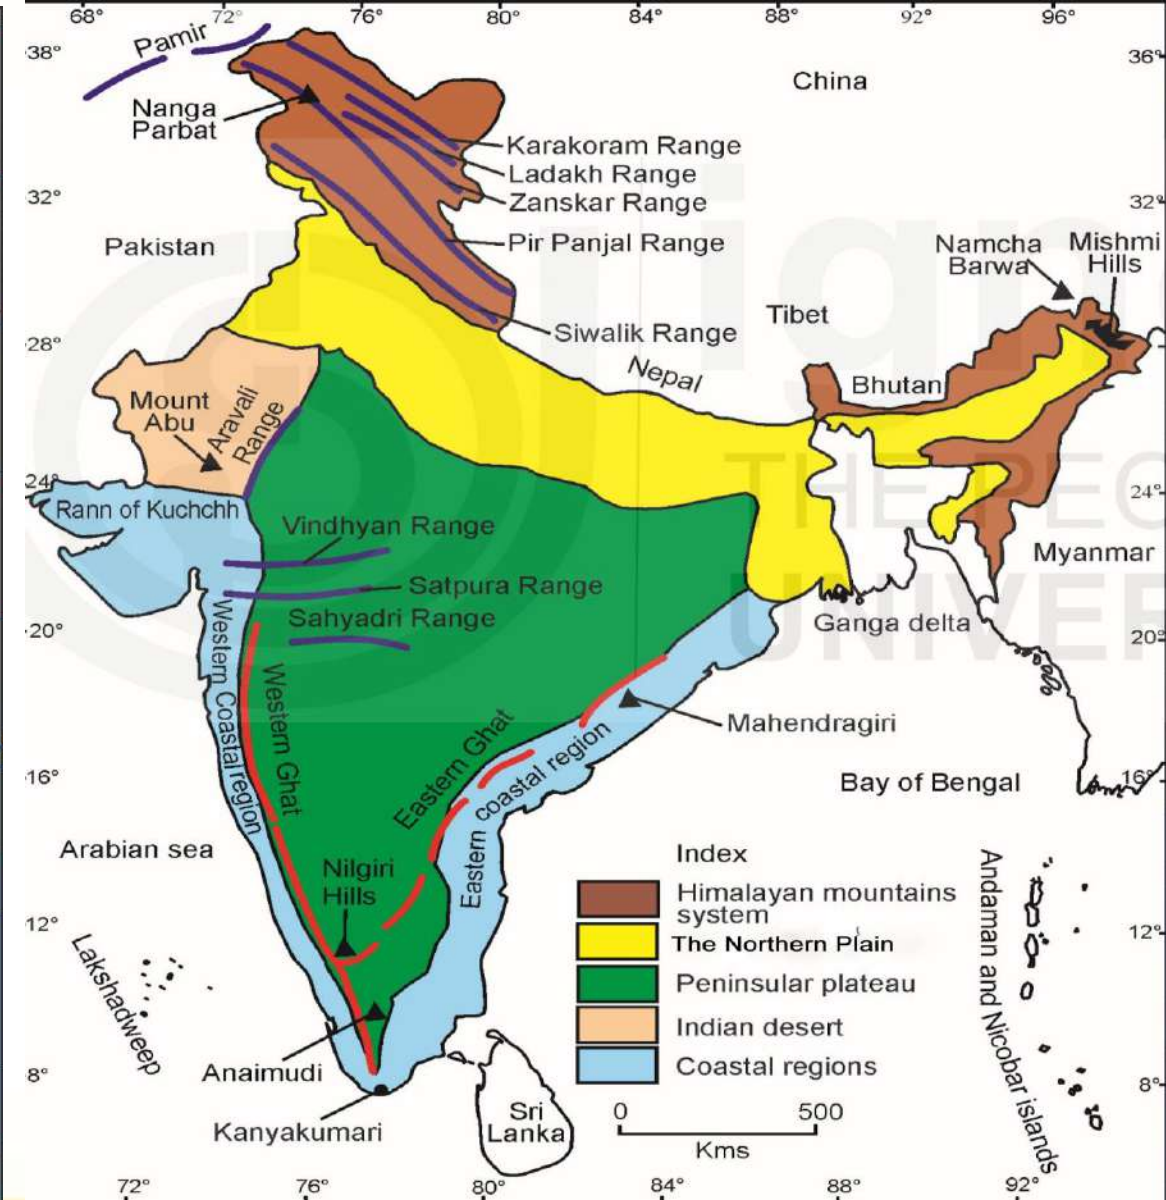 68°
72°
76°
80°
84°
88°
92°
96°
38°
Pamir
36°
China
Nanga
Parbat
Karakoram Range
Ladakh Range
32°
Zanskar Range
32°
Pakistan
Pir Panjal Range
Namcha
Barwa
Mishmi
Hills
Tibet
Siwalik Range
28°
Nepal
Bhutan
Mount
Abu
Aravali
Range
24°
24°
Rann of Kuchchh
THE PEO
Vindhyan Range
Myanmar
Satpura Range
UNIVER
Sahyadri Range
20°
Ganga delta
20°
Western Coastal region
Western Ghat
Mahendragiri
Eastern Ghat
Eastern coastal region
16°
Bay of Bengal
16°
Arabian sea
Index
Nilgiri
Hills
Himalayan mountains
system
12°
The Northern Plain
12°
Lakshadweep
Peninsular plateau
Andaman and Nicobar islands
Indian desert
Anaimudi
Coastal regions
8°
8°
Kanyakumari
Sri
Lanka
0
500
Kms
72°
76°
80°
84°
88°
92°
ign